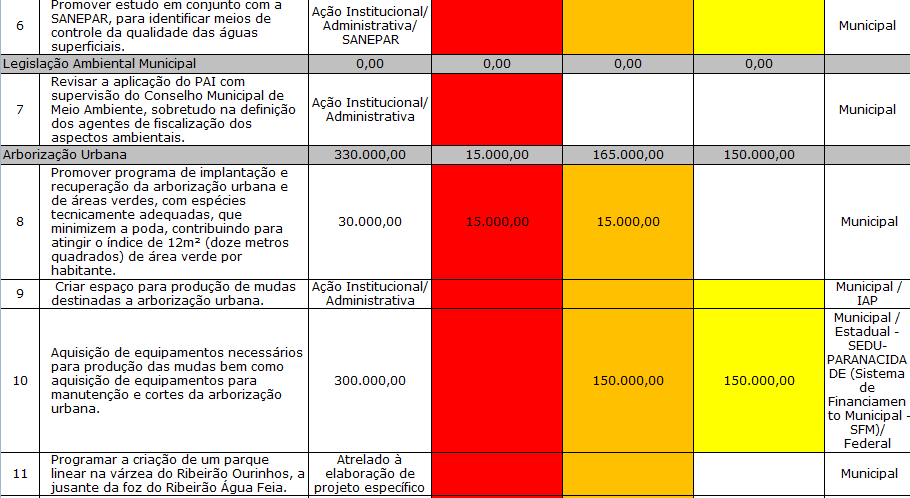 6
Promover estudo em conjunto com a
SANEPAR, para identificar meios de
controle da qualidade das águas
superficiais.
Ação Institucional/
Administrativa/
SANEPAR
Municipal
Legislação Ambiental Municipal 0,00 0,00 0,00 0,00
7
Revisar a aplicação do PAI com
supervisão do Conselho Municipal de
Meio Ambiente, sobretudo na definição
dos agentes de fiscalização dos
aspectos ambientais.
Ação Institucional/
Administrativa
Municipal
Arborização Urbana 330.000,00 15.000,00 165.000,00 150.000,00
8
Promover programa de implantação e
recuperação da arborização urbana e
de áreas verdes, com espécies
tecnicamente adequadas, que
minimizem a poda, contribuindo para
atingir o índice de 12m² (doze metros
quadrados) de área verde por
habitante.
30.000,00 15.000,00 15.000,00 Municipal
9
Criar espaço para produção de mudas
destinadas a arborização urbana.
Ação Institucional/
Administrativa
Municipal /
IAP
10
Aquisição de equipamentos necessários
para produção das mudas bem como
aquisição de equipamentos para
manutenção e cortes da arborização
urbana.
300.000,00 150.000,00 150.000,00
Municipal /
Estadual -
SEDU-
PARANACIDA
DE (Sistema
de
Financiamen
to Municipal -
SFM)/
Federal
11
Programar a criação de um parque
linear na várzea do Ribeirão Ourinhos, a
jusante da foz do Ribeirão Água Feia.
Atrelado à
elaboração de
projeto específico
Municipal